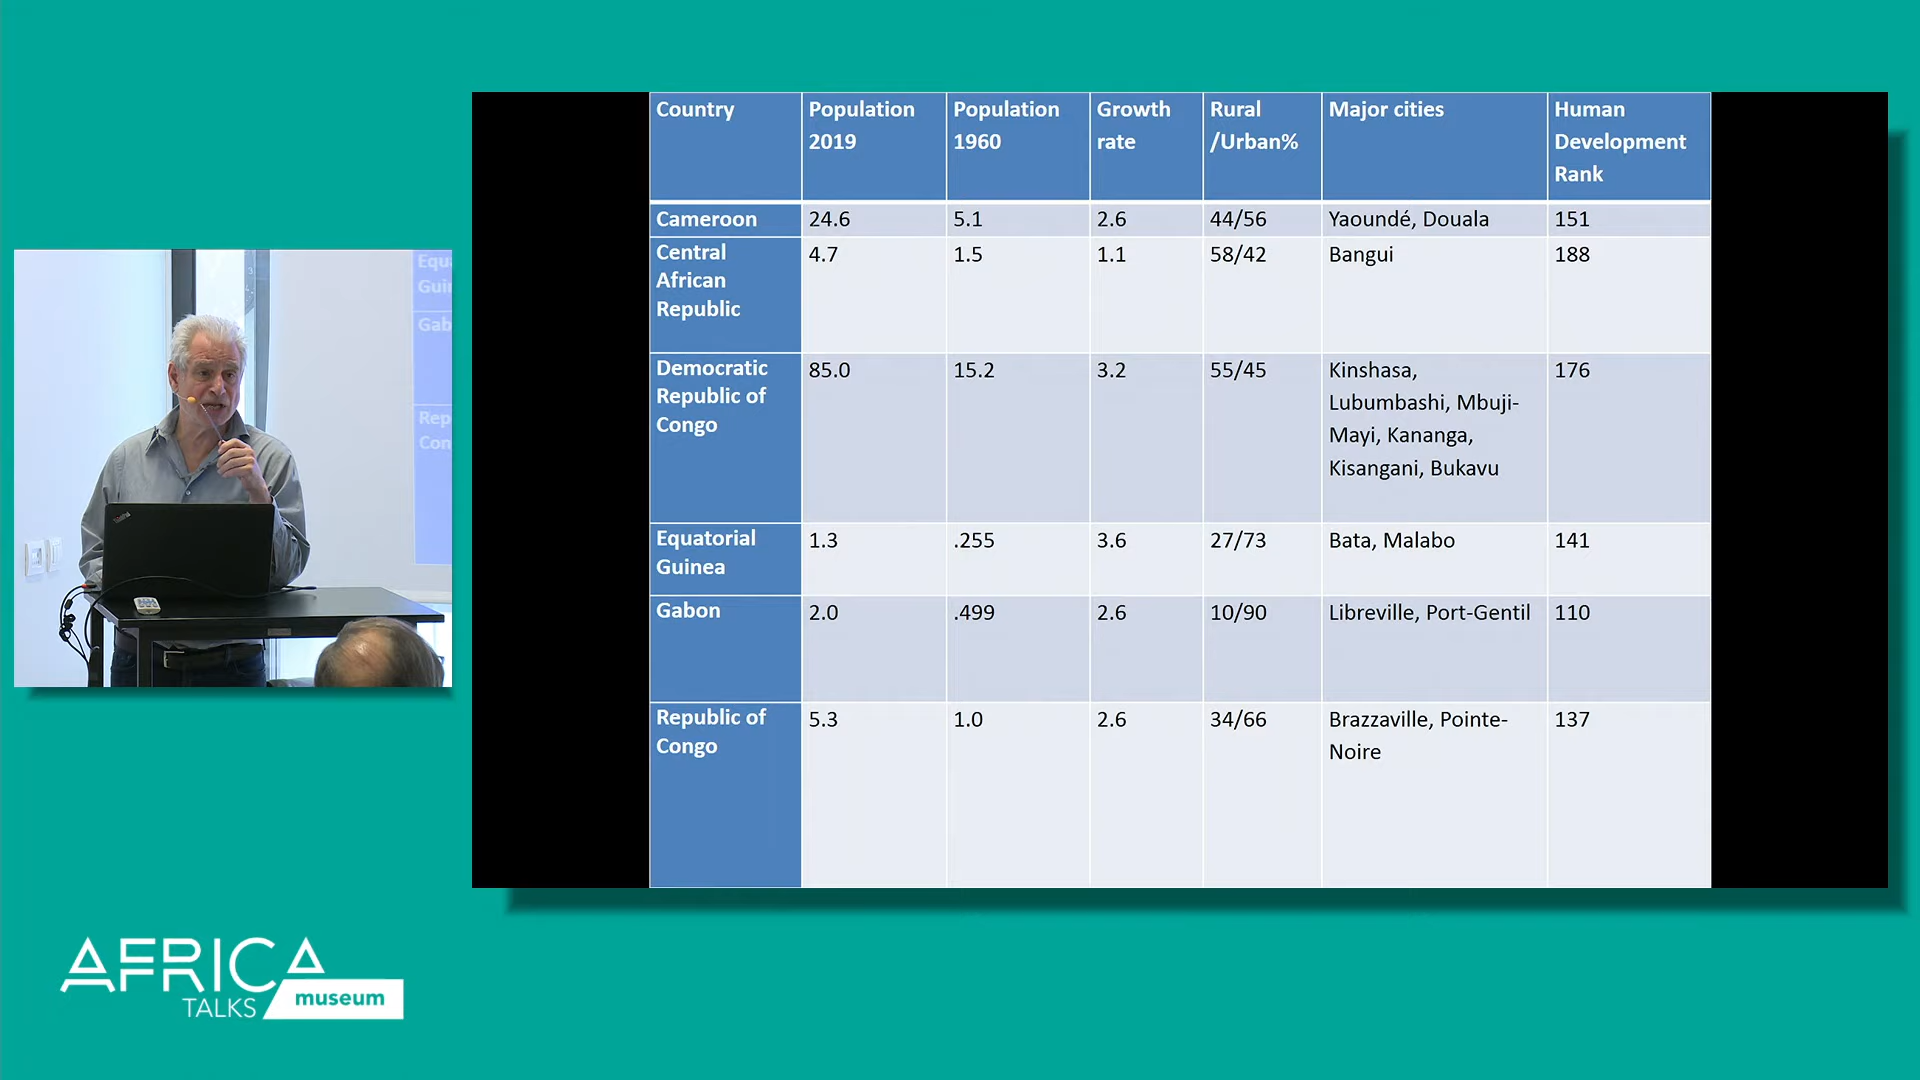 Country
Population
2019
Population
1960
Growth
rate
Rural
/Urban%
Major cities
Human
Development
Rank
Cameroon
24.6
5.1
2.6
44/56
Yaoundé, Douala
151
Central
African
Republic
4.7
1.5
1.1
58/42
Bangui
188
Democratic
Republic of
Congo
85.0
15.2
3.2
55/45
Kinshasa,
Lubumbashi, Mbuji-
Mayi, Kananga,
Kisangani, Bukavu
176
Equatorial
Guinea
1.3
.255
3.6
27/73
Bata, Malabo
141
Gabon
2.0
.499
2.6
10/90
Libreville, Port-Gentil
110
Republic of
Congo
5.3
1.0
2.6
34/66
Brazzaville, Pointe-
Noire
137
Equa
Guin
Gab
Rep
Con
AFRICA
TALKS museum